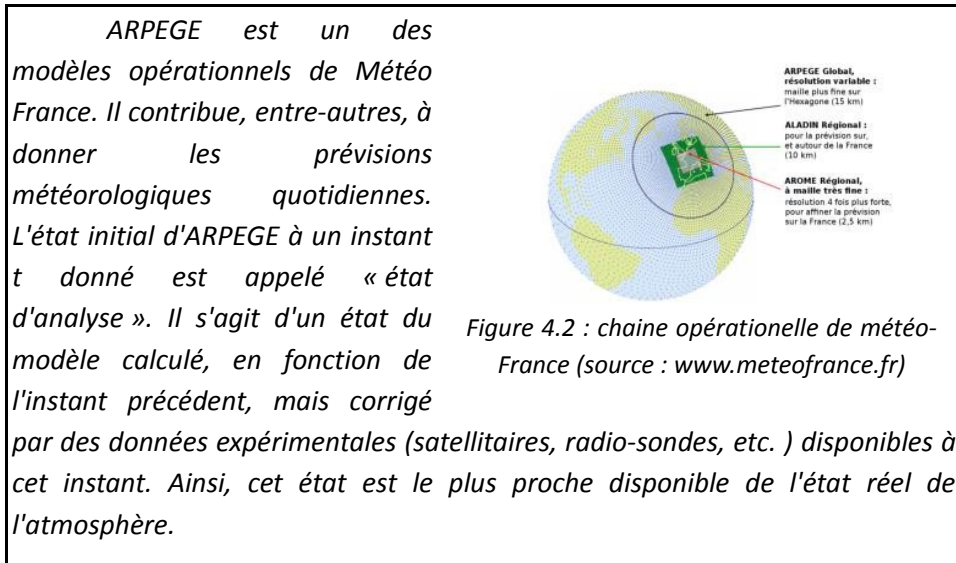 ARPEGE est un des
modèles opérationnels de Météo
France. Il contribue, entre-autres, à
donner les prévisions
météorologiques quotidiennes.
L'état initial d'ARPEGE à un instant
t donné est appelé « état
d'analyse ». Il s'agit d'un état du
modèle calculé, en fonction de
l'instant précédent, mais corrigé
par des données expérimentales (satellitaires, radio-sondes, etc. ) disponibles à
cet instant. Ainsi, cet état est le plus proche disponible de l'état réel de
l'atmosphère.
ARPEGE Global,
résolution variable :
maille plus fine sur
l'Hexagone (15 km)
ALADIN Régional :
pour la prévision sur,
et autour de la France
(10 km)
AROME Régional,
à maille très fine :
résolution 4 fois plus forte,
pour affiner la prévision
sur la France (2,5 km)
Figure 4.2 : chaine opérationelle de météo-
France (source : www.meteofrance.fr)